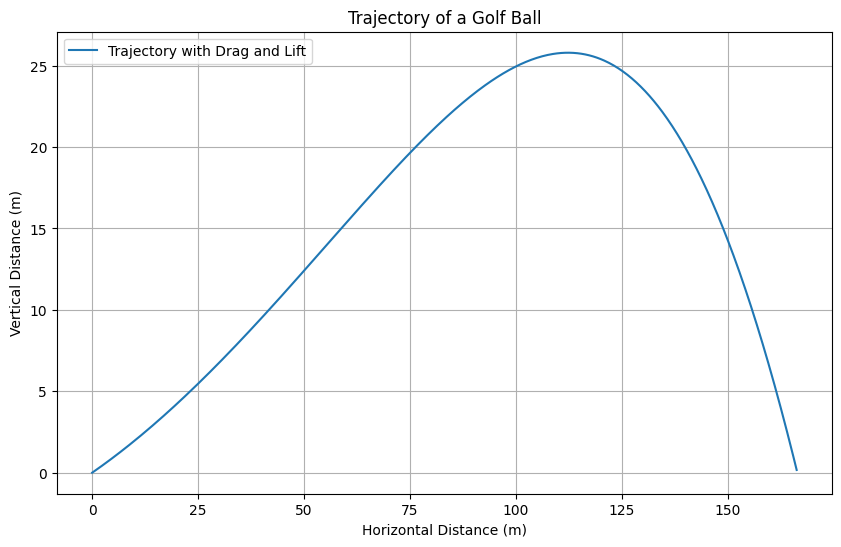 Trajectory of a Golf Ball
Trajectory with Drag and Lift
Vertical Distance (m)
25
20
15
10
5
0
0 25 50 75 100 125 150
Horizontal Distance (m)